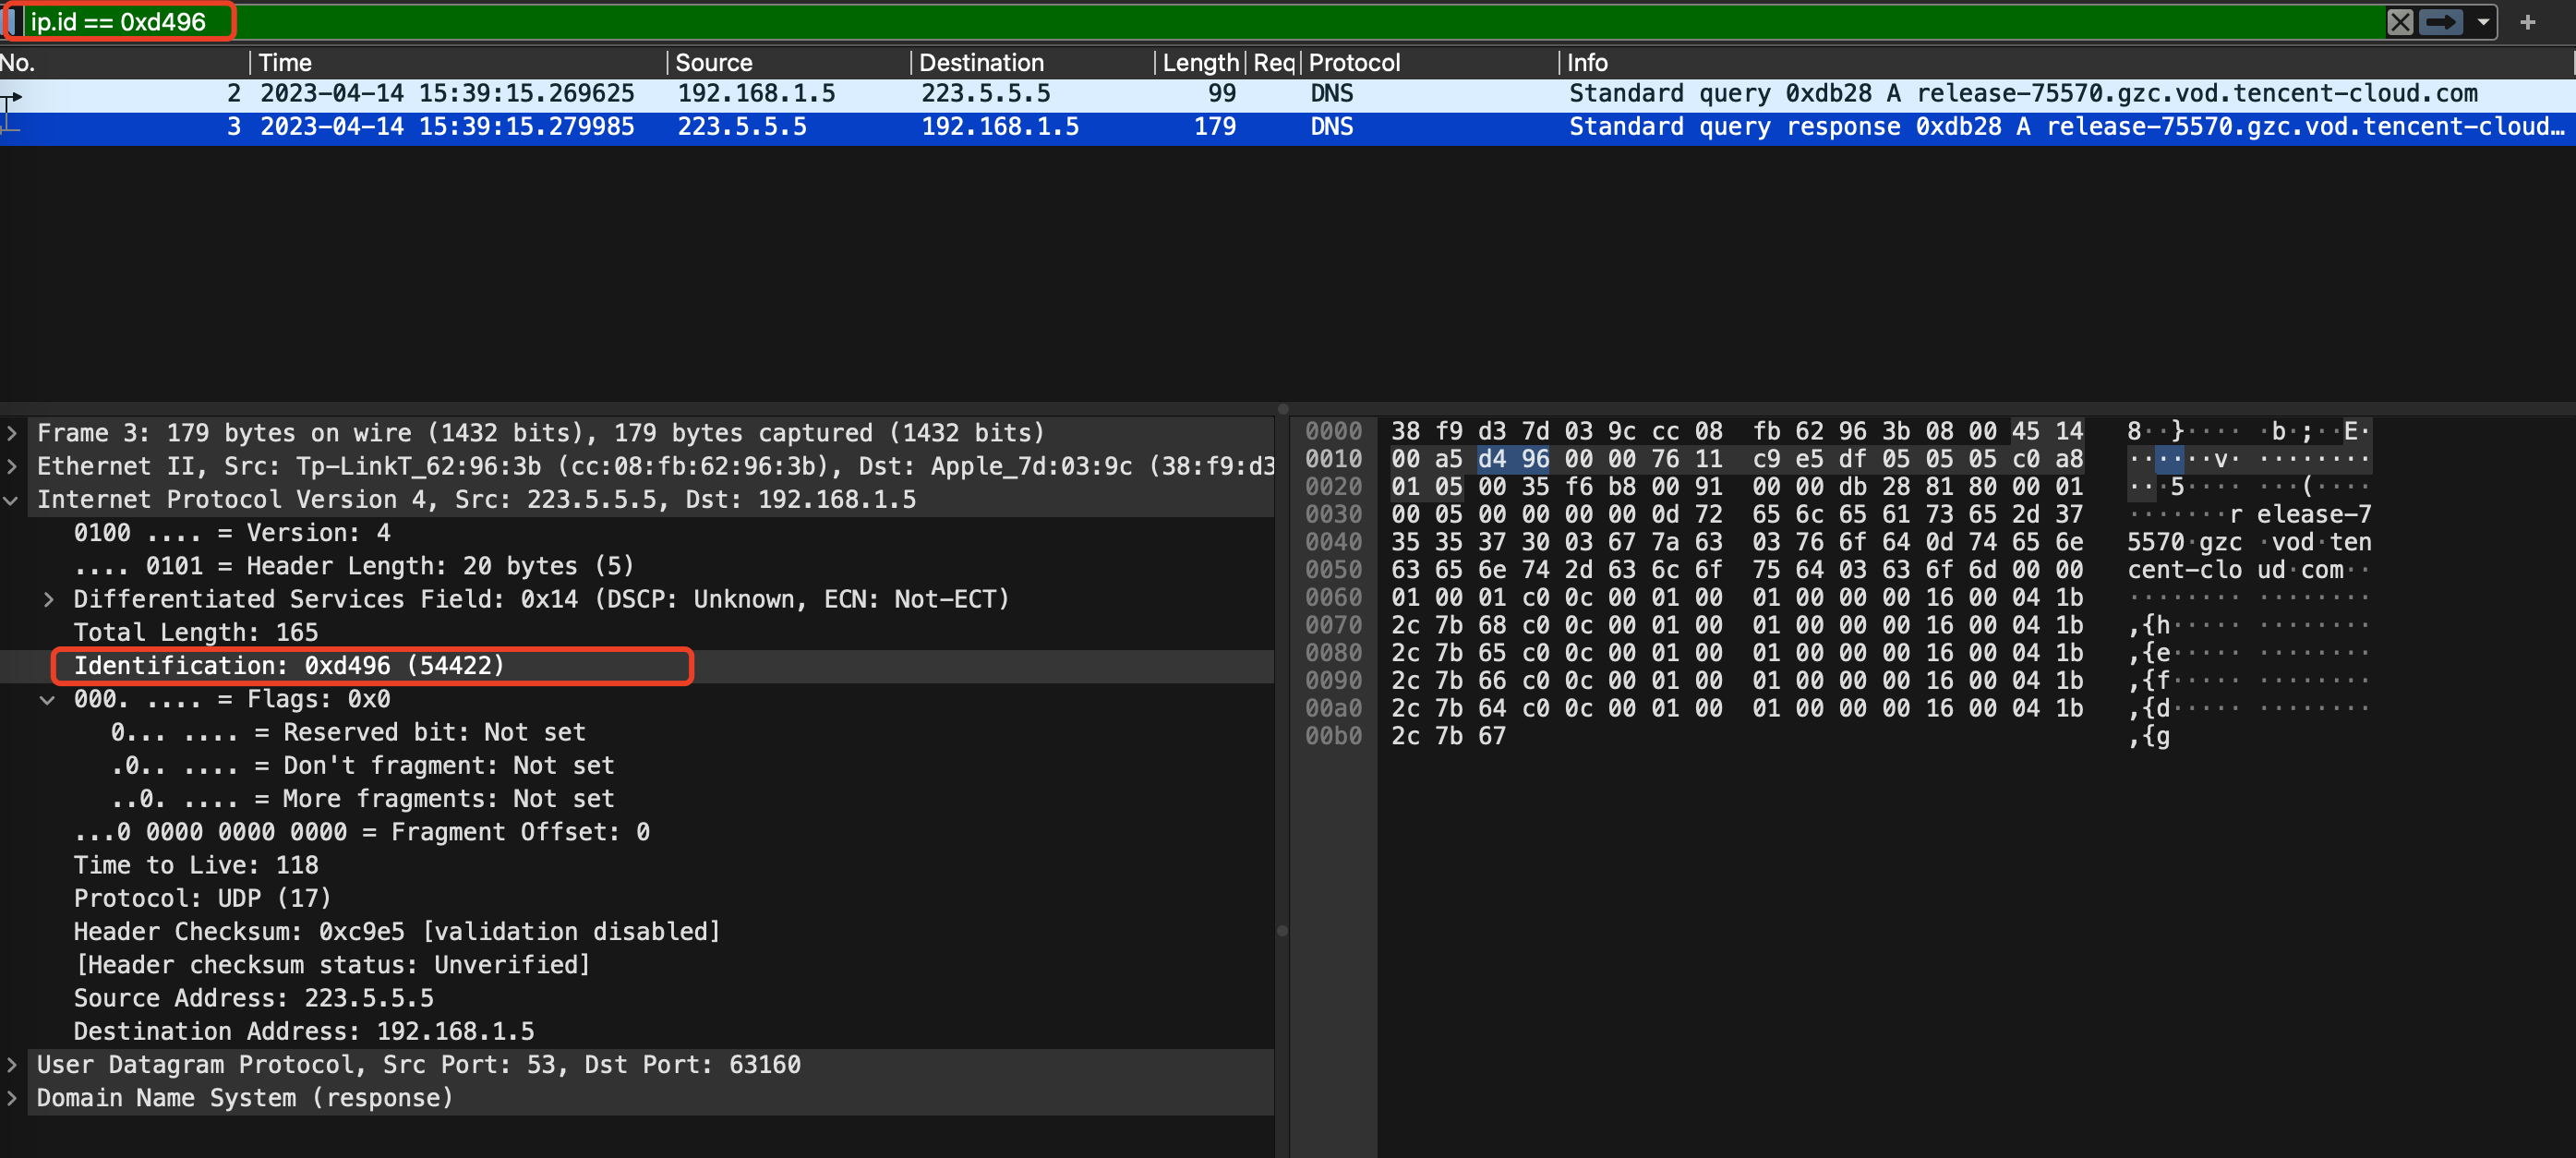 ip.id == 0xd496
No. Time Source Destination Length Req Protocol Info
2 2023-04-14 15:39:15.269625 192.168.1.5 223.5.5.5 99 DNS Standard query 0xdb28 A release-75570.gzc.vod.tencent-cloud.com
3 2023-04-14 15:39:15.279985 223.5.5.5 192.168.1.5 179 DNS Standard query response 0xdb28 A release-75570.gzc.vod.tencent-cloud…
Frame 3: 179 bytes on wire (1432 bits), 179 bytes captured (1432 bits)
Ethernet II, Src: Tp-LinkT_62:96:3b (cc:08:fb:62:96:3b), Dst: Apple_7d:03:9c (38:f9:d3
Internet Protocol Version 4, Src: 223.5.5.5, Dst: 192.168.1.5
0100 .... = Version: 4
.... 0101 = Header Length: 20 bytes (5)
Differentiated Services Field: 0x14 (DSCP: Unknown, ECN: Not-ECT)
Total Length: 165
Identification: 0xd496 (54422)
000. .... = Flags: 0x0
0... .... = Reserved bit: Not set
.0.. .... = Don't fragment: Not set
..0. .... = More fragments: Not set
...0 0000 0000 0000 = Fragment Offset: 0
Time to Live: 118
Protocol: UDP (17)
Header Checksum: 0xc9e5 [validation disabled]
[Header checksum status: Unverified]
Source Address: 223.5.5.5
Destination Address: 192.168.1.5
User Datagram Protocol, Src Port: 53, Dst Port: 63160
Domain Name System (response)
0000 38 f9 d3 7d 03 9c cc 08 fb 62 96 3b 08 00 45 14 8··}···· ·b·;··E·
0010 00 a5 d4 96 00 00 76 11 c9 e5 df 05 05 05 c0 a8 ······v· ········
0020 01 05 00 35 f6 b8 00 91 00 00 db 28 81 80 00 01 ···5···· ···(····
0030 00 05 00 00 00 00 0d 72 65 6c 65 61 73 65 2d 37 ·······r elease-7
0040 35 35 37 30 03 67 7a 63 03 76 6f 64 0d 74 65 6e 5570·gzc ·vod·ten
0050 63 65 6e 74 2d 63 6c 6f 75 64 03 63 6f 6d 00 00 cent-clo ud·com··
0060 01 00 01 c0 0c 00 01 00 01 00 00 00 16 00 04 1b ········ ········
0070 2c 7b 68 c0 0c 00 01 00 01 00 00 00 16 00 04 1b ,{h····· ········
0080 2c 7b 65 c0 0c 00 01 00 01 00 00 00 16 00 04 1b ,{e····· ········
0090 2c 7b 66 c0 0c 00 01 00 01 00 00 00 16 00 04 1b ,{f····· ········
00a0 2c 7b 64 c0 0c 00 01 00 01 00 00 00 16 00 04 1b ,{d····· ········
00b0 2c 7b 67 ,{g